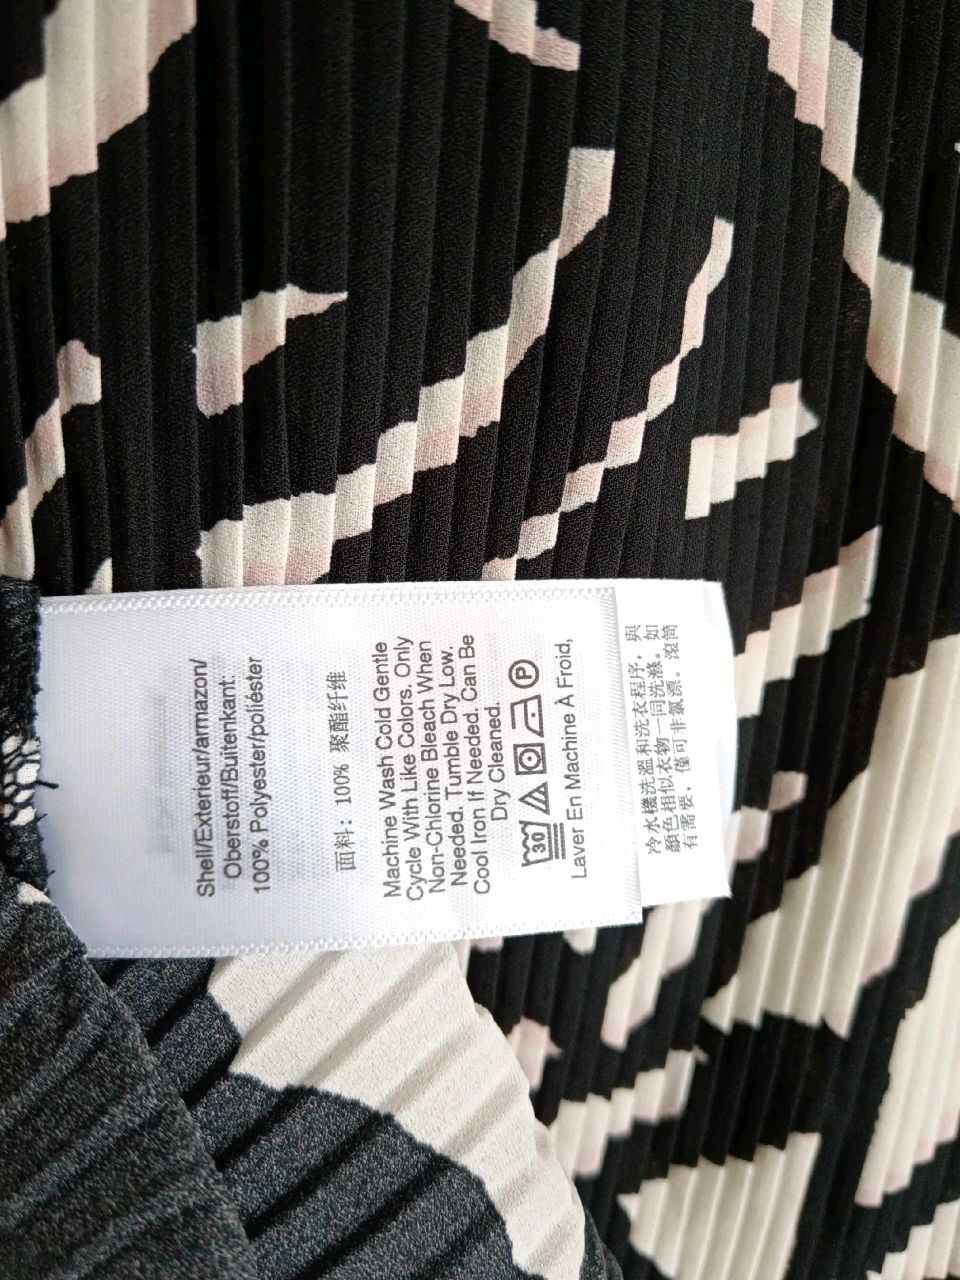 Shell/Exterieur/armazon/
Oberstoff/Buitenkant:
100% Polyester/poliéster
面料: 100% 聚酯纤维
Machine Wash Cold Gentle
Cycle With Like Colors. Only
Non-Chlorine Bleach When
Needed. Tumble Dry Low.
Cool Iron If Needed. Can Be
Dry Cleaned.
30 P
Laver En Machine À Froid,
冷水機洗溫和洗衣程序, 與
顏色相似衣物一同洗滌。如
有需要, 僅可非氯漂。滾筒